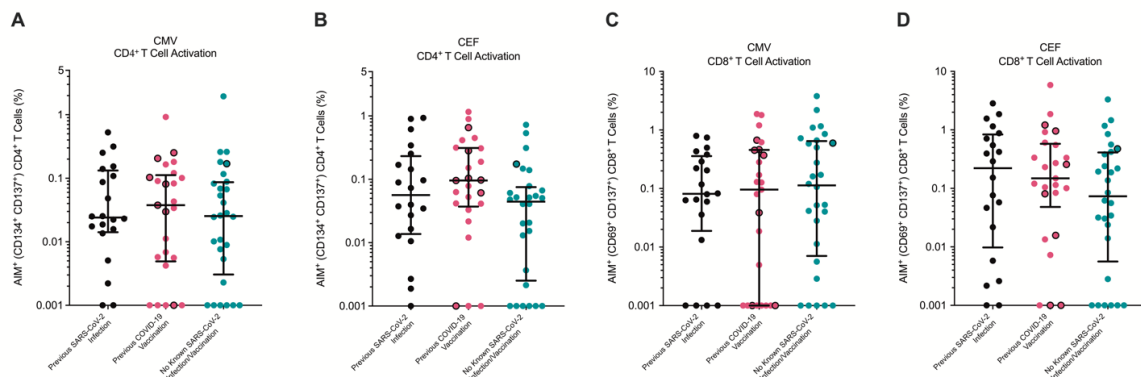 A
CMV
CD4⁺ T Cell Activation
AIM⁺ (CD134⁺ CD137⁺) CD4⁺ T Cells (%)
5
1
0.1
0.01
0.001
Previous SARS-CoV-2
Infection
Previous COVID-19
Vaccination
No Known SARS-CoV-2
Infection/Vaccination
B
CEF
CD4⁺ T Cell Activation
AIM⁺ (CD134⁺ CD137⁺) CD4⁺ T Cells (%)
5
1
0.1
0.01
0.001
Previous SARS-CoV-2
Infection
Previous COVID-19
Vaccination
No Known SARS-CoV-2
Infection/Vaccination
C
CMV
CD8⁺ T Cell Activation
AIM⁺ (CD69⁺ CD137⁺) CD8⁺ T Cells (%)
10
1
0.1
0.01
0.001
Previous SARS-CoV-2
Infection
Previous COVID-19
Vaccination
No Known SARS-CoV-2
Infection/Vaccination
D
CEF
CD8⁺ T Cell Activation
AIM⁺ (CD69⁺ CD137⁺) CD8⁺ T Cells (%)
10
1
0.1
0.01
0.001
Previous SARS-CoV-2
Infection
Previous COVID-19
Vaccination
No Known SARS-CoV-2
Infection/Vaccination